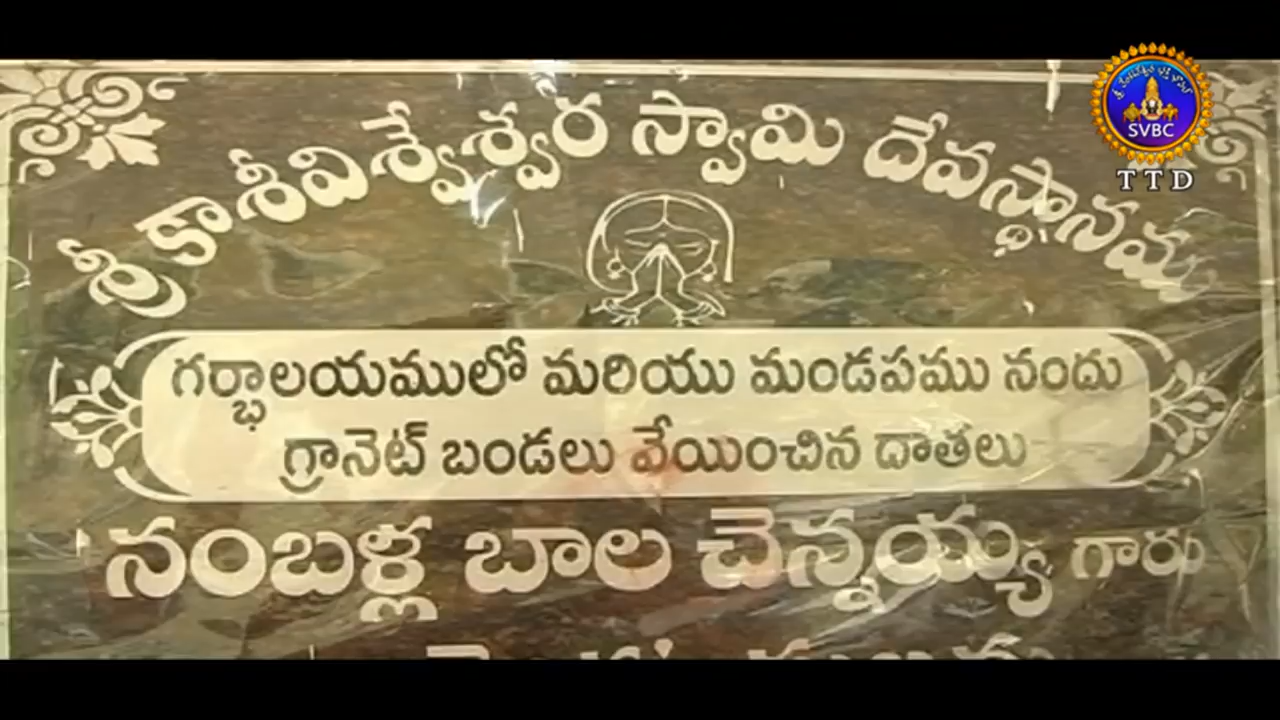 శ్రీ కాశీవిశ్వేశ్వర స్వామి దేవస్థానము
గర్భాలయములో మరియు మండపము నందు
గ్రానెట్ బండలు వేయించిన దాతలు
నంబళ్ల బాల చెన్నయ్య గారు
SVBC
TTD